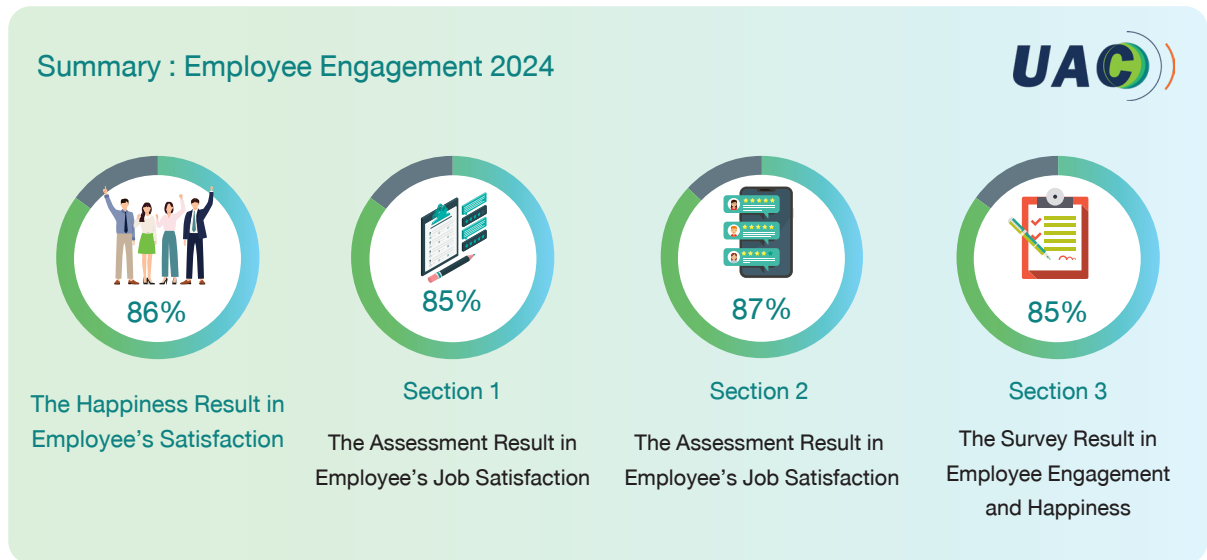 Summary : Employee Engagement 2024
UAC
86%
The Happiness Result in
Employee’s Satisfaction
85%
Section 1
The Assessment Result in
Employee’s Job Satisfaction
87%
Section 2
The Assessment Result in
Employee’s Job Satisfaction
85%
Section 3
The Survey Result in
Employee Engagement
and Happiness